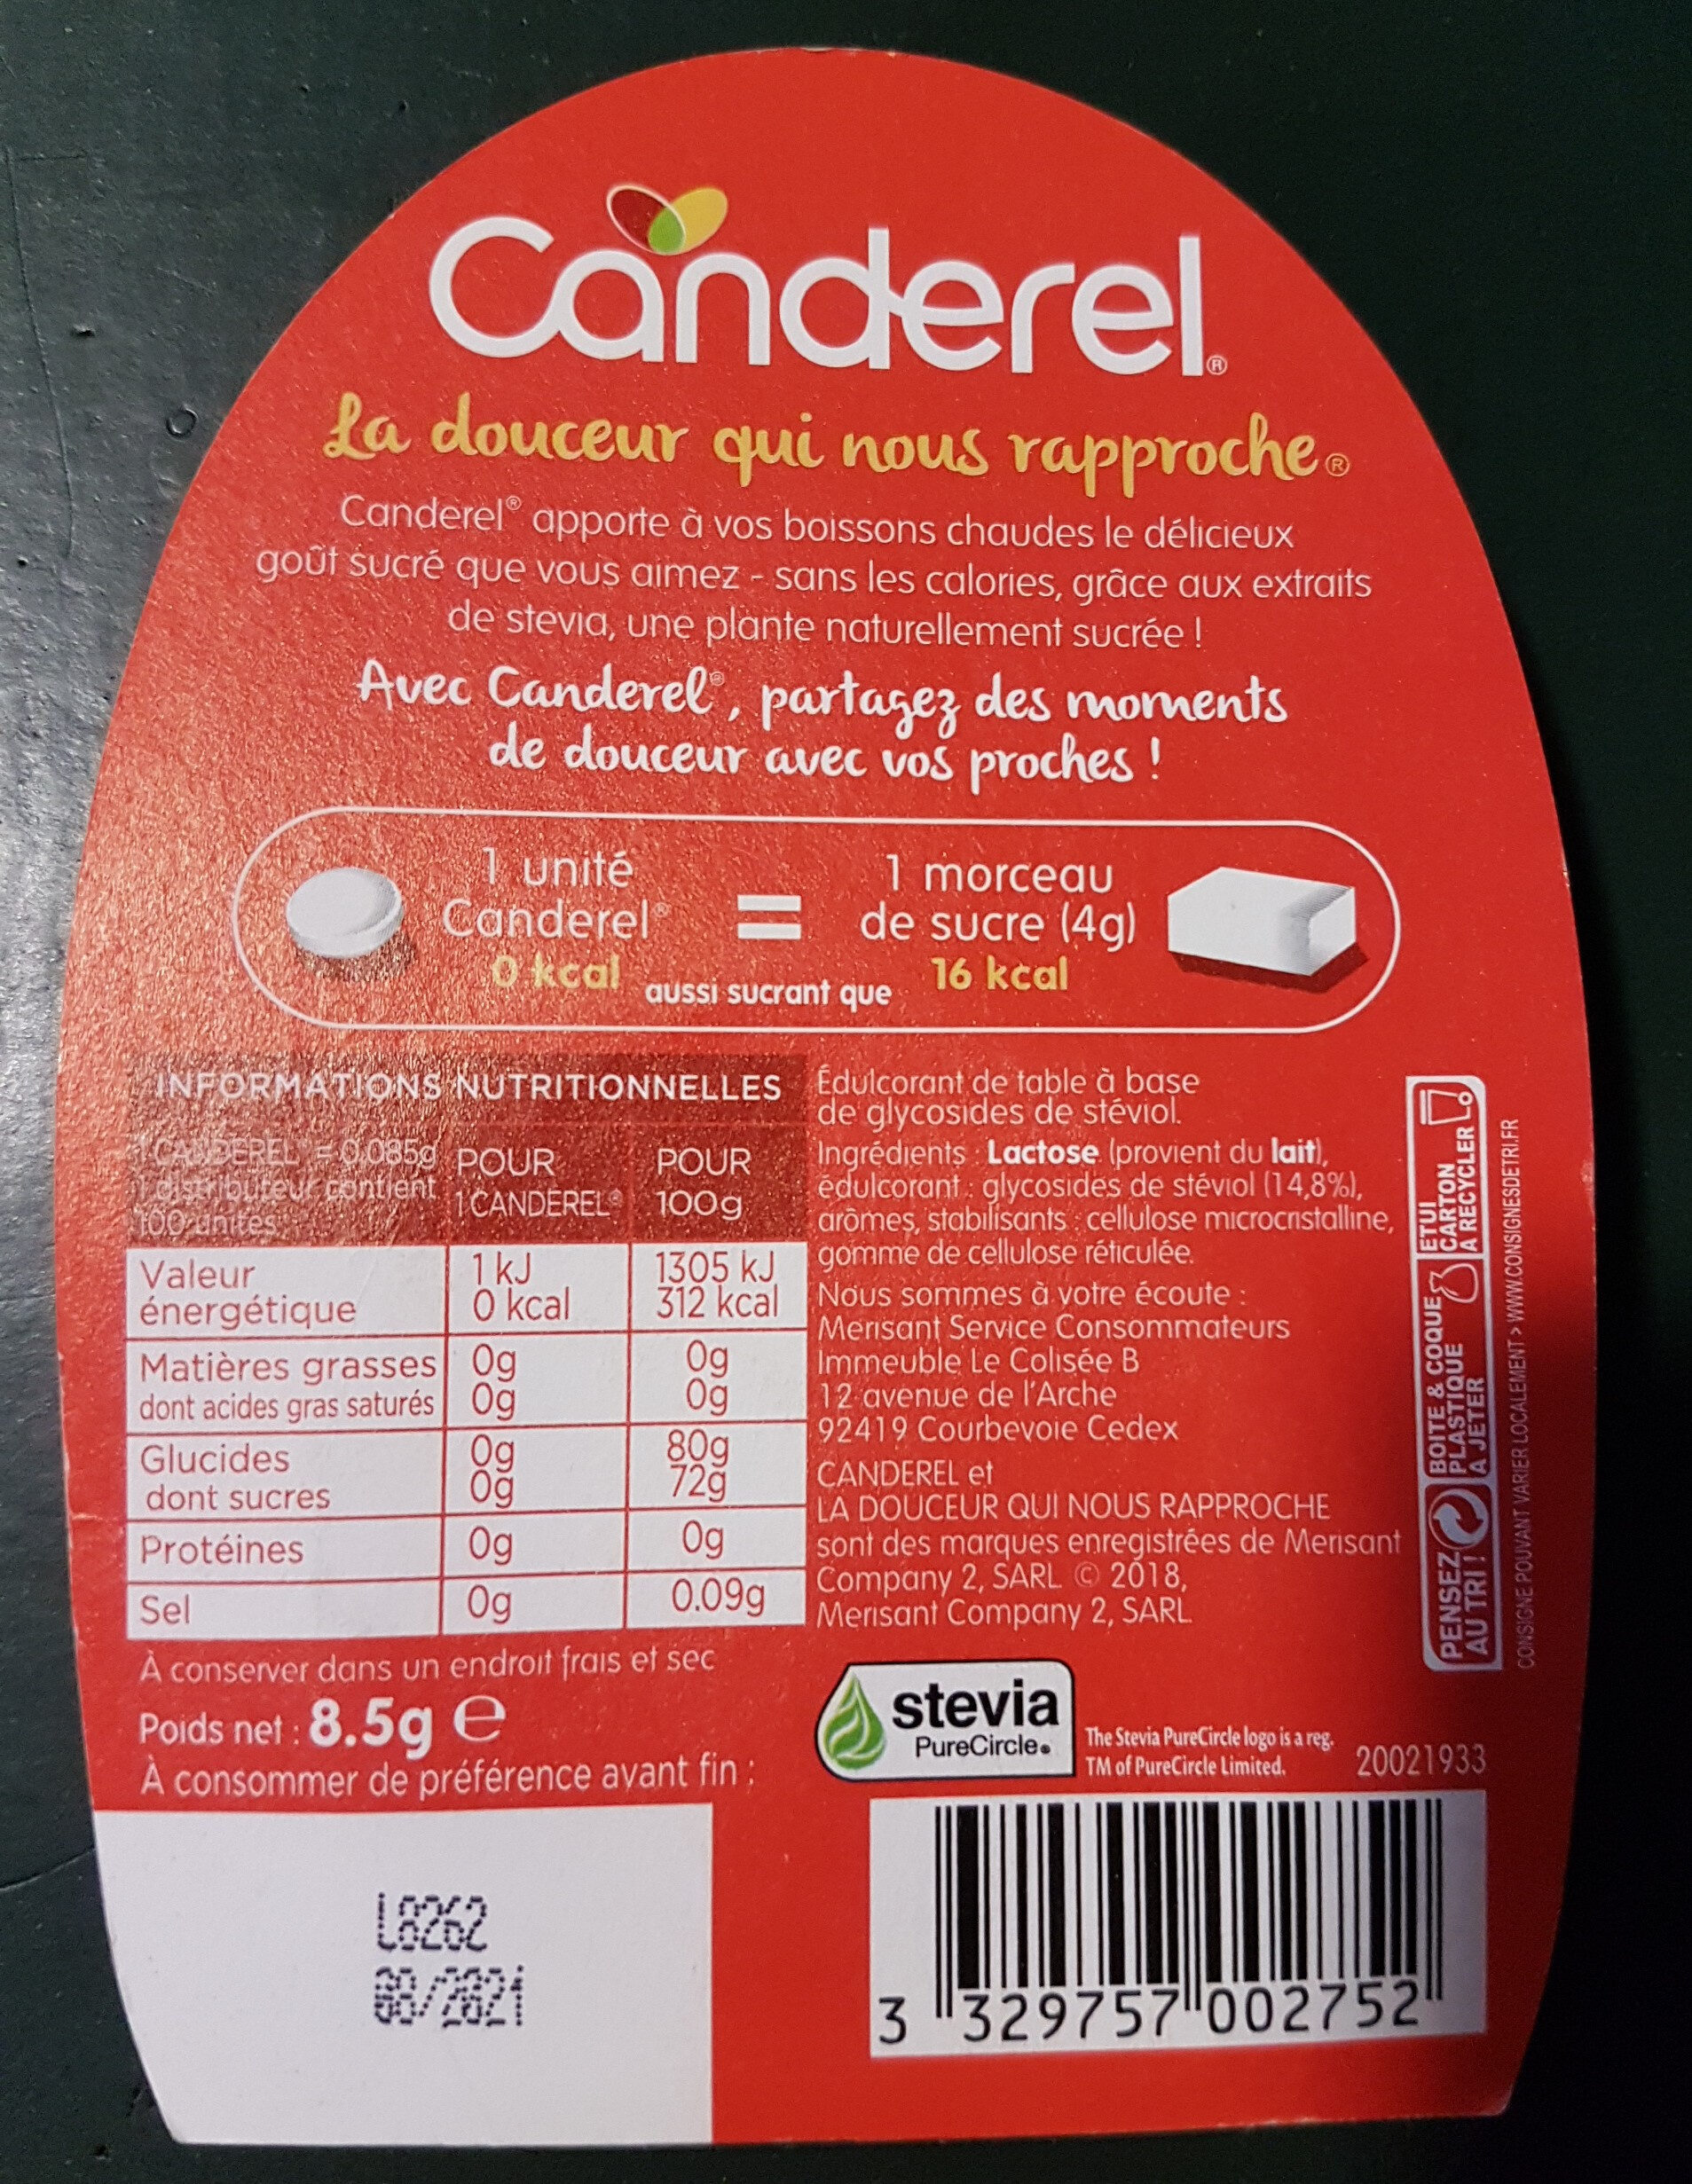 Canderel®
La douceur qui nous rapproche®
Canderel® apporte à vos boissons chaudes le délicieux
goût sucré que vous aimez - sans les calories, grâce aux extraits
de stevia, une plante naturellement sucrée !
Avec Canderel®, partagez des moments
de douceur avec vos proches !
1 unité
Canderel®
0 kcal
=
aussi sucrant que
1 morceau
de sucre (4g)
16 kcal
INFORMATIONS NUTRITIONNELLES
1 CANDEREL® = 0.085g
1 distributeur contient
100 unités
POUR
1 CANDEREL®
POUR
100g
Valeur
énergétique
1 kJ
0 kcal
1305 kJ
312 kcal
Matières grasses 0g 0g
dont acides gras saturés 0g 0g
Glucides 0g 80g
dont sucres 0g 72g
Protéines 0g 0g
Sel 0g 0.09g
À conserver dans un endroit frais et sec
Poids net : 8.5g e
À consommer de préférence avant fin :
L8262
08/2021
Édulcorant de table à base
de glycosides de stéviol.
Ingrédients : Lactose (provient du lait),
édulcorant : glycosides de stéviol (14,8%),
arômes, stabilisants : cellulose microcristalline,
gomme de cellulose réticulée.
Nous sommes à votre écoute :
Merisant Service Consommateurs
Immeuble Le Colisée B
12 avenue de l'Arche
92419 Courbevoie Cedex
CANDEREL et
LA DOUCEUR QUI NOUS RAPPROCHE
sont des marques enregistrées de Merisant
Company 2, SARL © 2018,
Merisant Company 2, SARL.
stevia
PureCircle®
The Stevia PureCircle logo is a reg.
TM of PureCircle Limited.
20021933
3 329757 002752
PENSEZ
AU TRI !
BOITE & COQUE
PLASTIQUE
A JETER
ETUI
CARTON
A RECYCLER
CONSIGNE POUVANT VARIER LOCALEMENT > WWW.CONSIGNESDETRI.FR